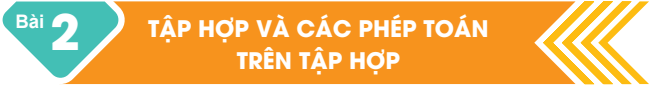 Bài 2
TẬP HỢP VÀ CÁC PHÉP TOÁN
TRÊN TẬP HỢP